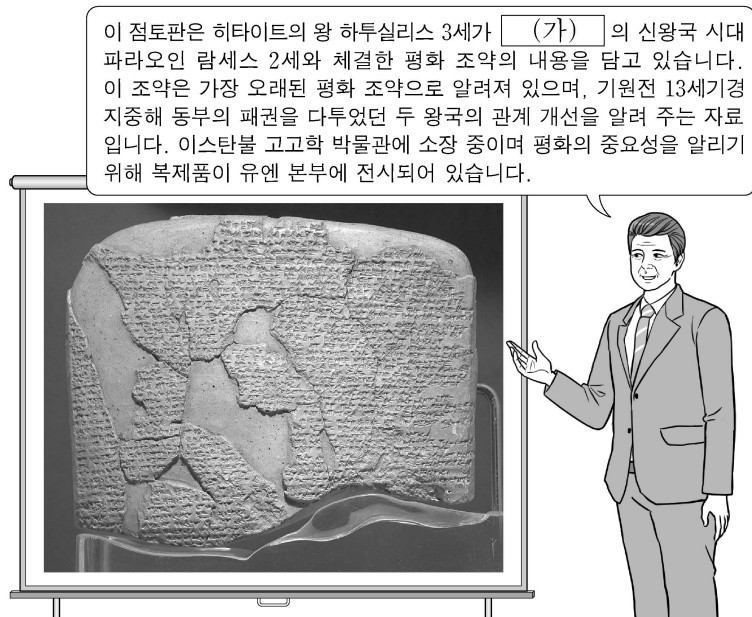 이 점토판은 히타이트의 왕 하투실리스 3세가 (가) 의 신왕국 시대
파라오인 람세스 2세와 체결한 평화 조약의 내용을 담고 있습니다.
이 조약은 가장 오래된 평화 조약으로 알려져 있으며, 기원전 13세기경
지중해 동부의 패권을 다투었던 두 왕국의 관계 개선을 알려 주는 자료
입니다. 이스탄불 고고학 박물관에 소장 중이며 평화의 중요성을 알리기
위해 복제품이 유엔 본부에 전시되어 있습니다.